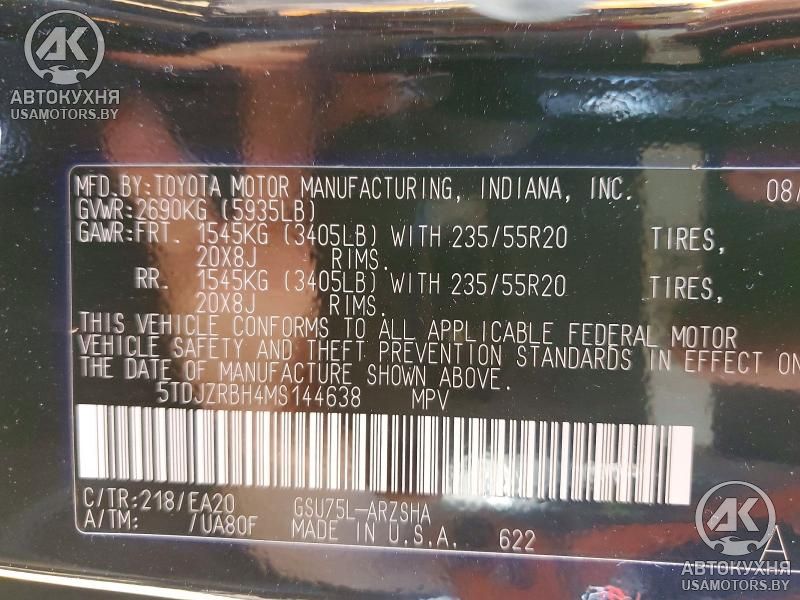 AK
АВТОКУХНЯ
USAMOTORS.BY
MFD.BY:TOYOTA MOTOR MANUFACTURING, INDIANA, INC. 08/
GVWR:2690KG (5935LB)
GAWR:FRT. 1545KG (3405LB) WITH 235/55R20 TIRES,
20X8J RIMS.
RR. 1545KG (3405LB) WITH 235/55R20 TIRES,
20X8J RIMS.
THIS VEHICLE CONFORMS TO ALL APPLICABLE FEDERAL MOTOR
VEHICLE SAFETY AND THEFT PREVENTION STANDARDS IN EFFECT ON
THE DATE OF MANUFACTURE SHOWN ABOVE.
5TDJZRBH4MS144638 MPV
C/TR:218/EA20 GSU75L-ARZSHA
A/TM: /UA80F MADE IN U.S.A. 622
A
AK
АВТОКУХНЯ
USAMOTORS.BY